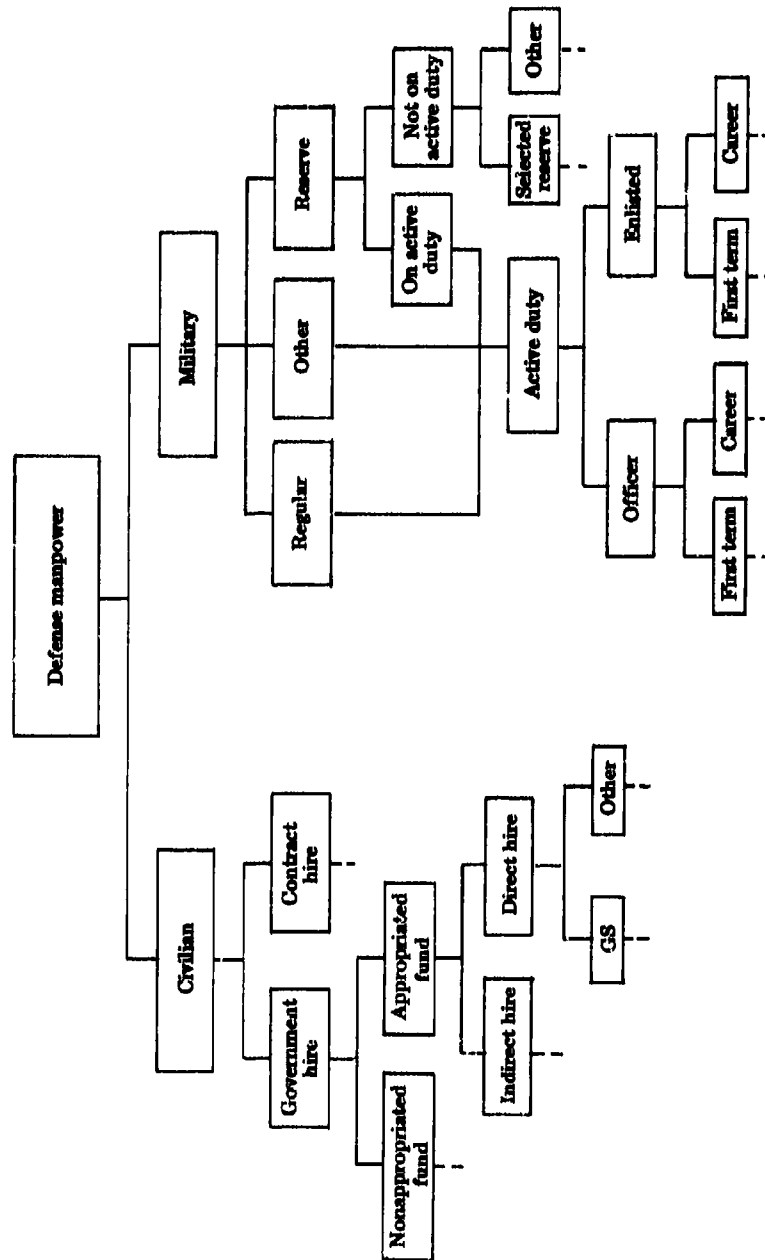 Defense manpower
Civilian
Military
Government
hire
Contract
hire
Regular
Other
Reserve
Nonappropriated
fund
Appropriated
fund
On active
duty
Not on
active duty
Indirect hire
Direct hire
Active duty
Selected
reserve
Other
GS
Other
Officer
Enlisted
First term
Career
First term
Career